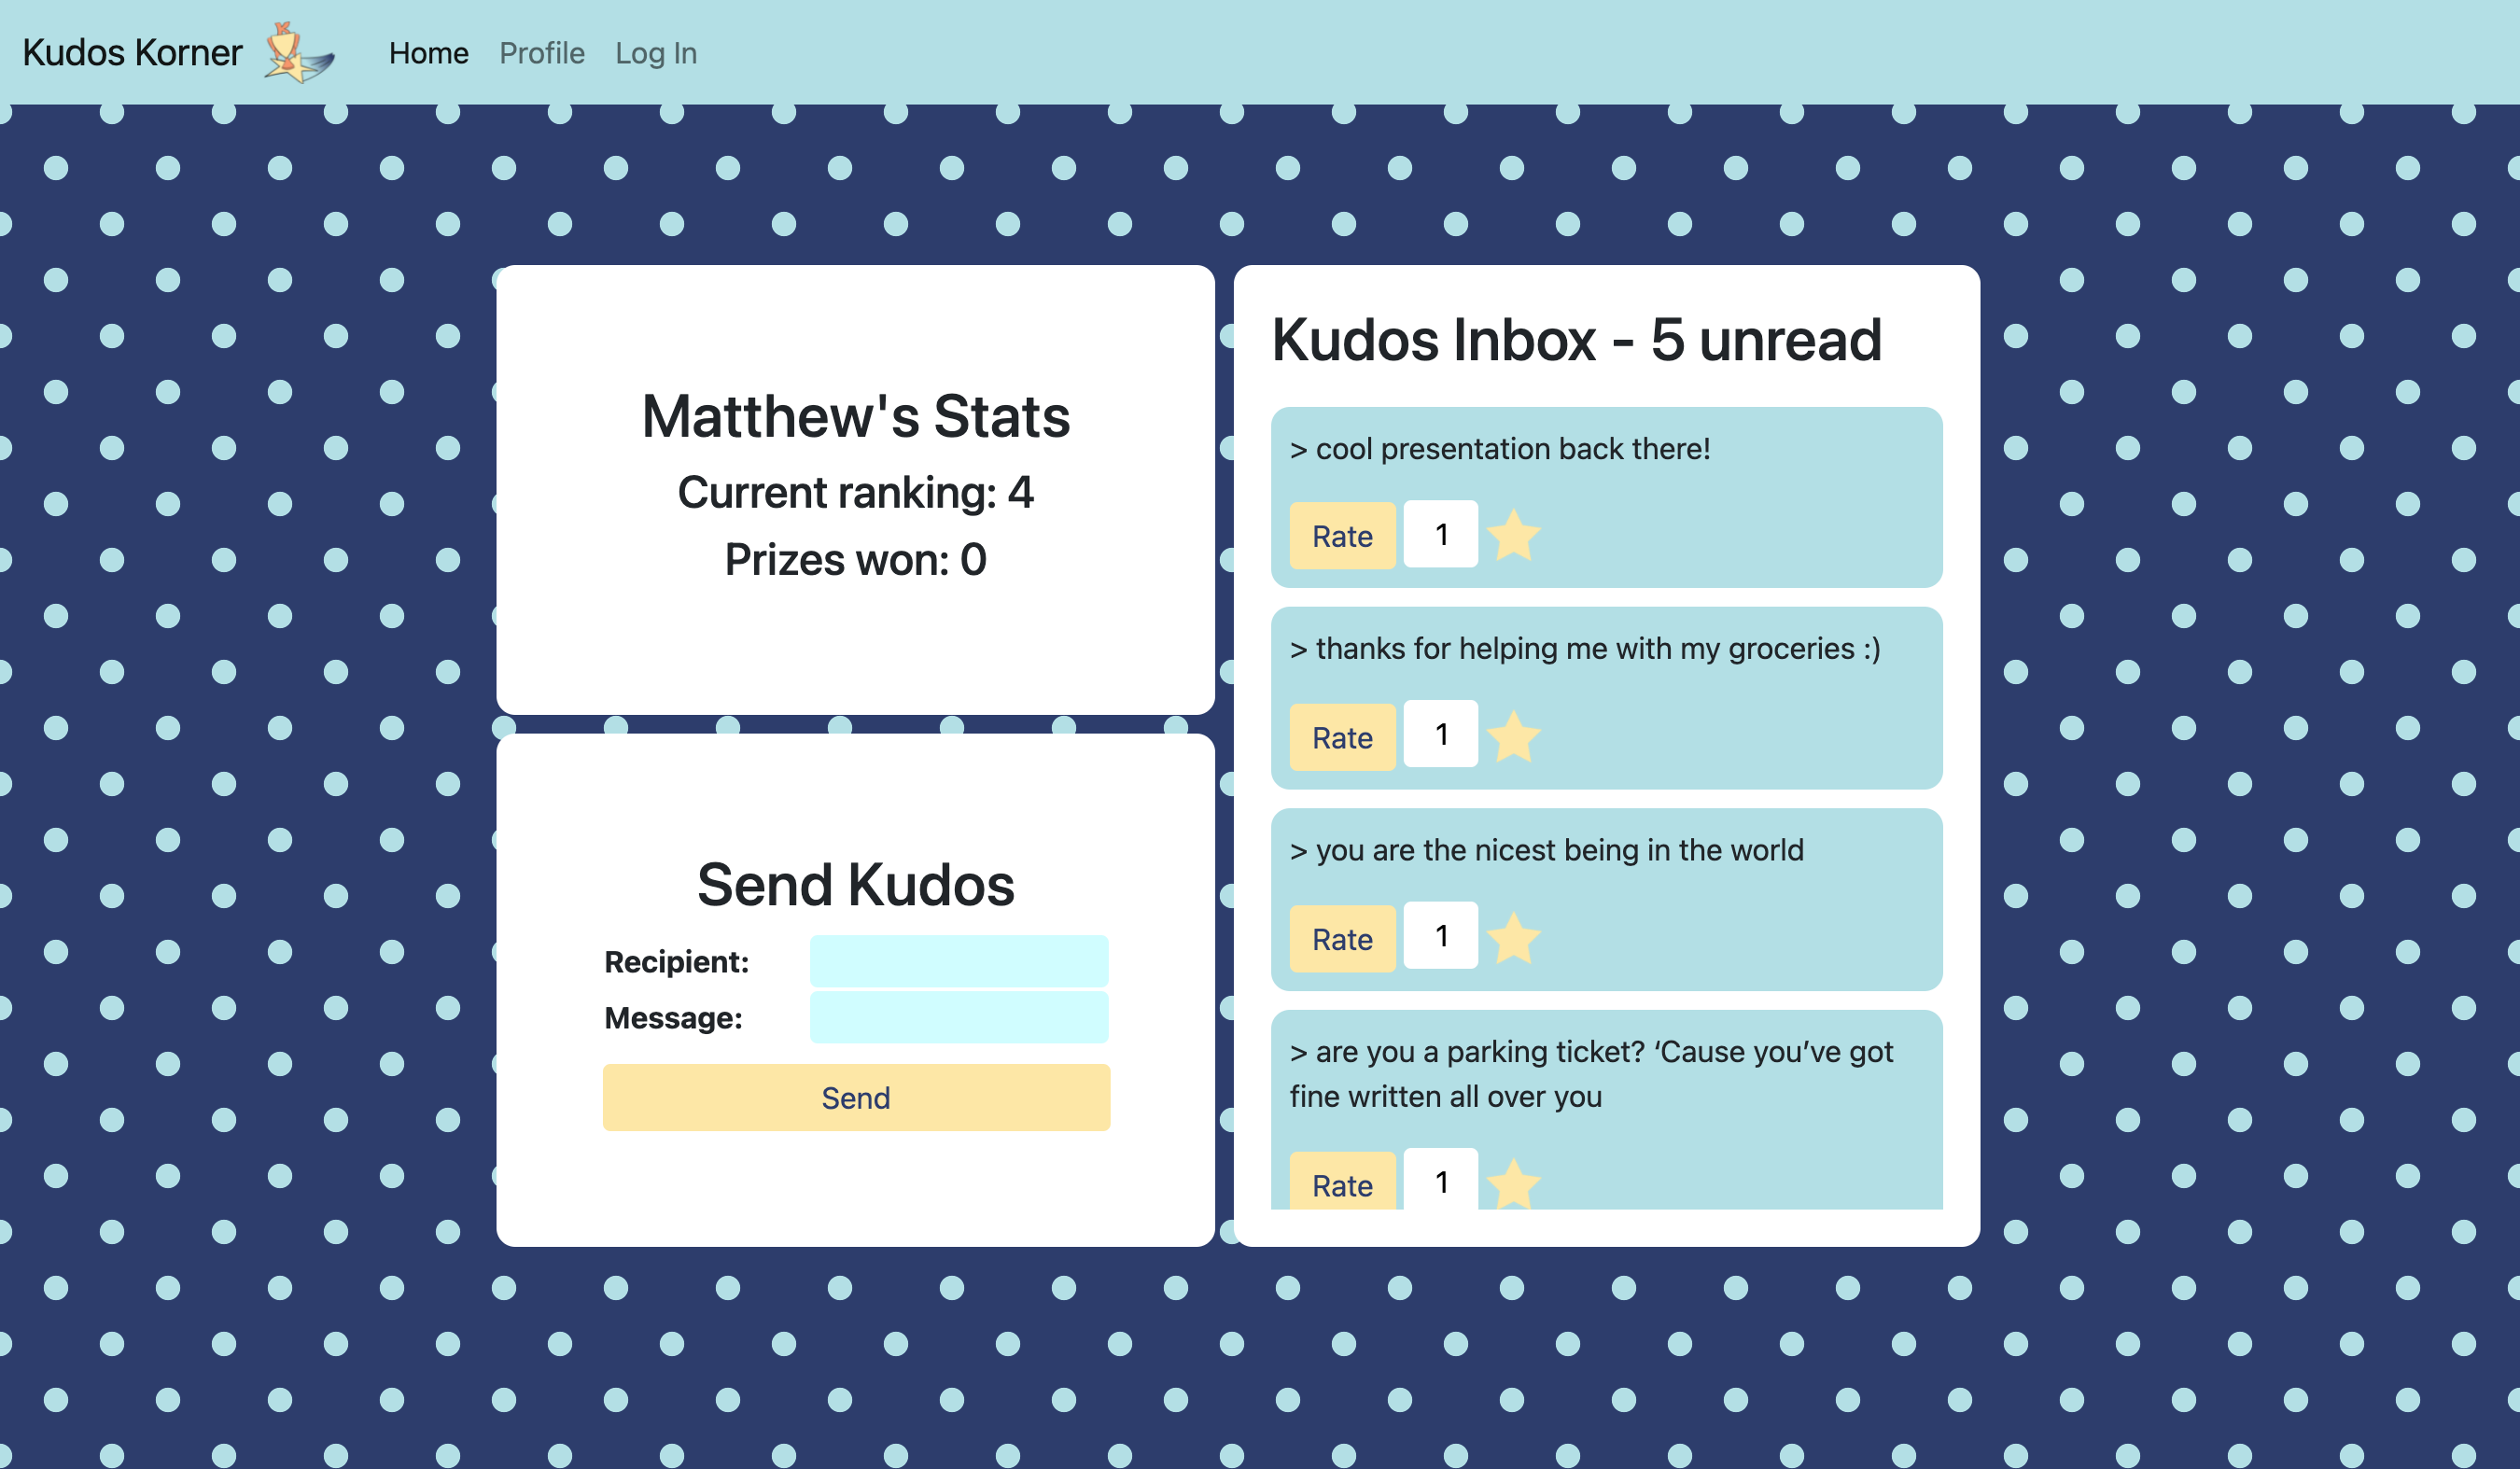 Kudos Korner
Home Profile Log In
Matthew's Stats
Current ranking: 4
Prizes won: 0
Send Kudos
Recipient:
Message:
Send
Kudos Inbox - 5 unread
> cool presentation back there!
Rate 1
> thanks for helping me with my groceries :)
Rate 1
> you are the nicest being in the world
Rate 1
> are you a parking ticket? ‘Cause you’ve got
fine written all over you
Rate 1